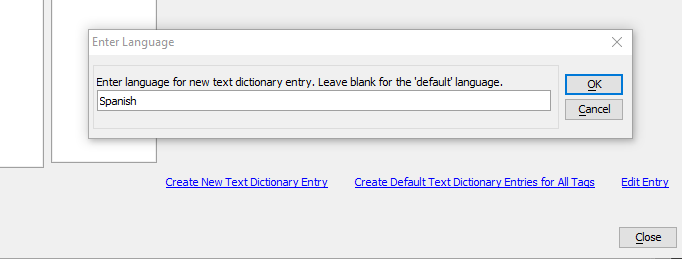 Enter Language
Enter language for new text dictionary entry. Leave blank for the 'default' language.
Spanish
OK
Cancel
Create New Text Dictionary Entry
Create Default Text Dictionary Entries for All Tags
Edit Entry
Close